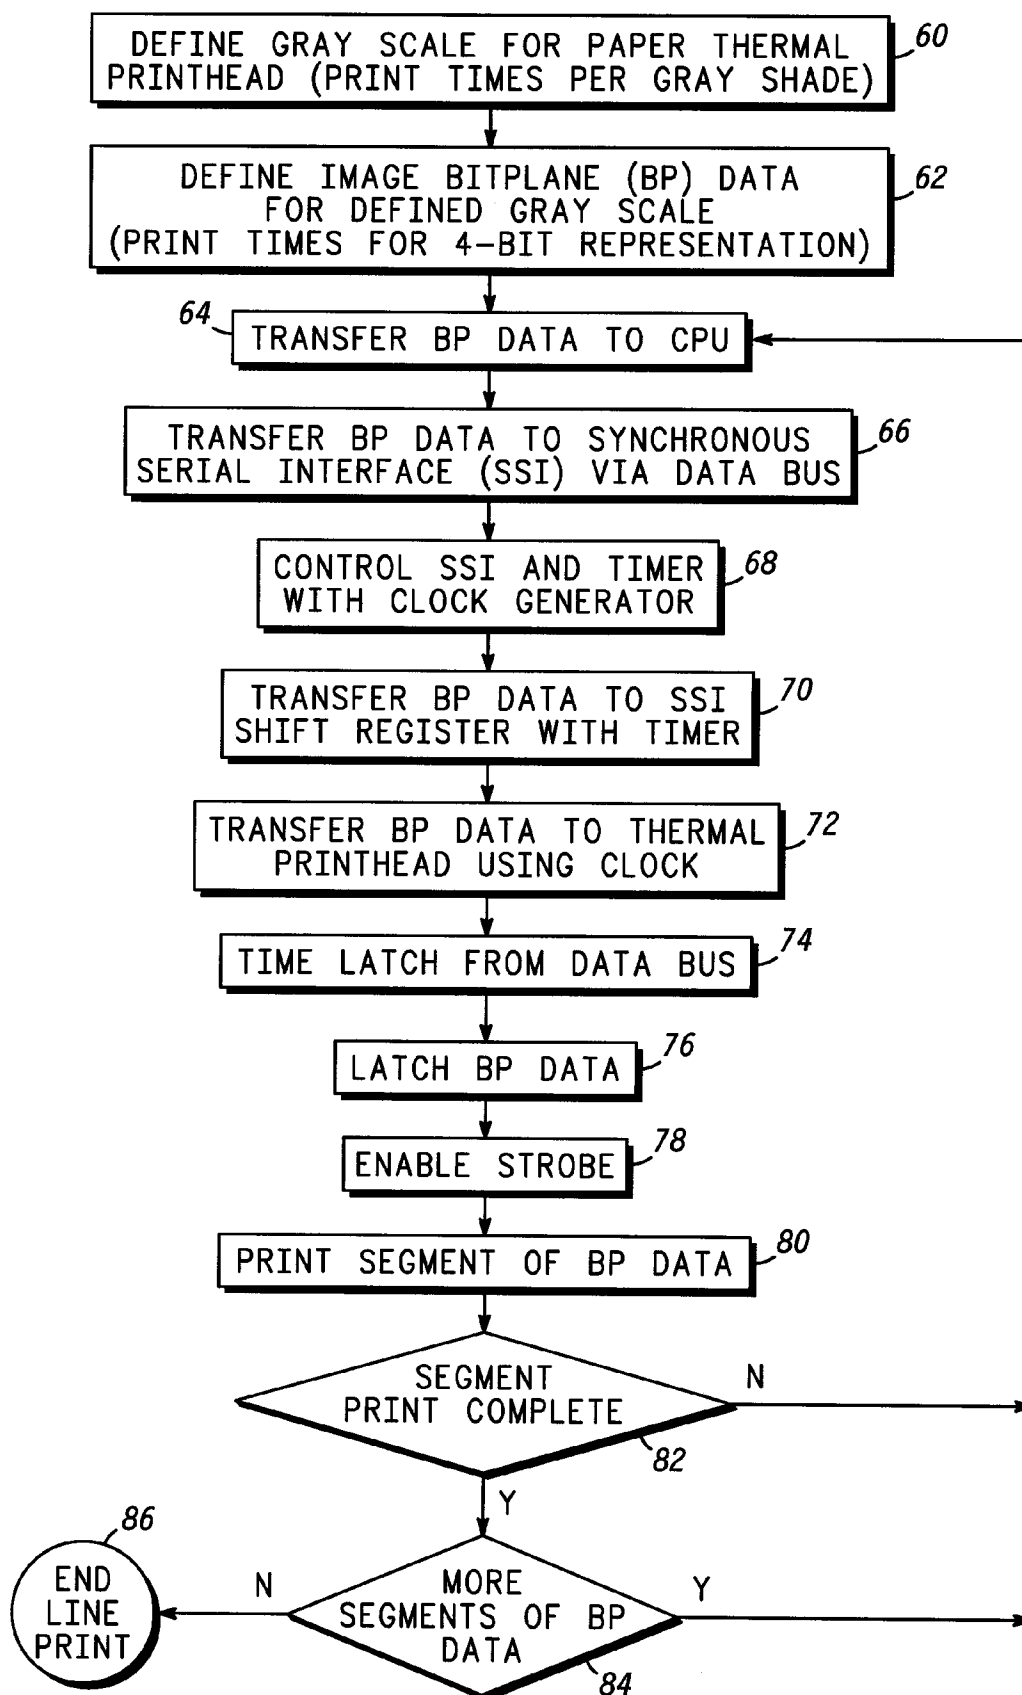 DEFINE GRAY SCALE FOR PAPER THERMAL
PRINTHEAD (PRINT TIMES PER GRAY SHADE)
60
DEFINE IMAGE BITPLANE (BP) DATA
FOR DEFINED GRAY SCALE
(PRINT TIMES FOR 4-BIT REPRESENTATION)
62
64
TRANSFER BP DATA TO CPU
TRANSFER BP DATA TO SYNCHRONOUS
SERIAL INTERFACE (SSI) VIA DATA BUS
66
CONTROL SSI AND TIMER
WITH CLOCK GENERATOR
68
TRANSFER BP DATA TO SSI
SHIFT REGISTER WITH TIMER
70
TRANSFER BP DATA TO THERMAL
PRINTHEAD USING CLOCK
72
TIME LATCH FROM DATA BUS
74
LATCH BP DATA
76
ENABLE STROBE
78
PRINT SEGMENT OF BP DATA
80
SEGMENT
PRINT COMPLETE
N
82
Y
86
END
LINE
PRINT
N
MORE
SEGMENTS OF BP
DATA
Y
84